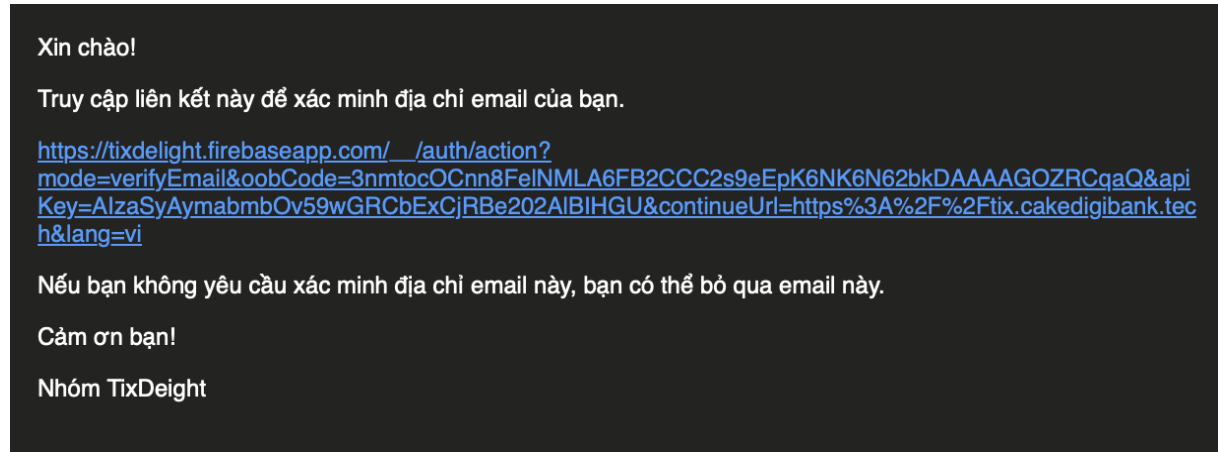 Xin chào!
Truy cập liên kết này để xác minh địa chỉ email của bạn.
https://tixdelight.firebaseapp.com/__/auth/action?
mode=verifyEmail&oobCode=3nmtocOCnn8FelNMLA6FB2CCC2s9eEpK6NK6N62bkDAAAAGOZRCqaQ&api
Key=AIzaSyAymabmbOv59wGRCbExCjRBe202AlBIHGU&continueUrl=https%3A%2F%2Ftix.cakedigibank.tec
h&lang=vi
Nếu bạn không yêu cầu xác minh địa chỉ email này, bạn có thể bỏ qua email này.
Cảm ơn bạn!
Nhóm TixDeight